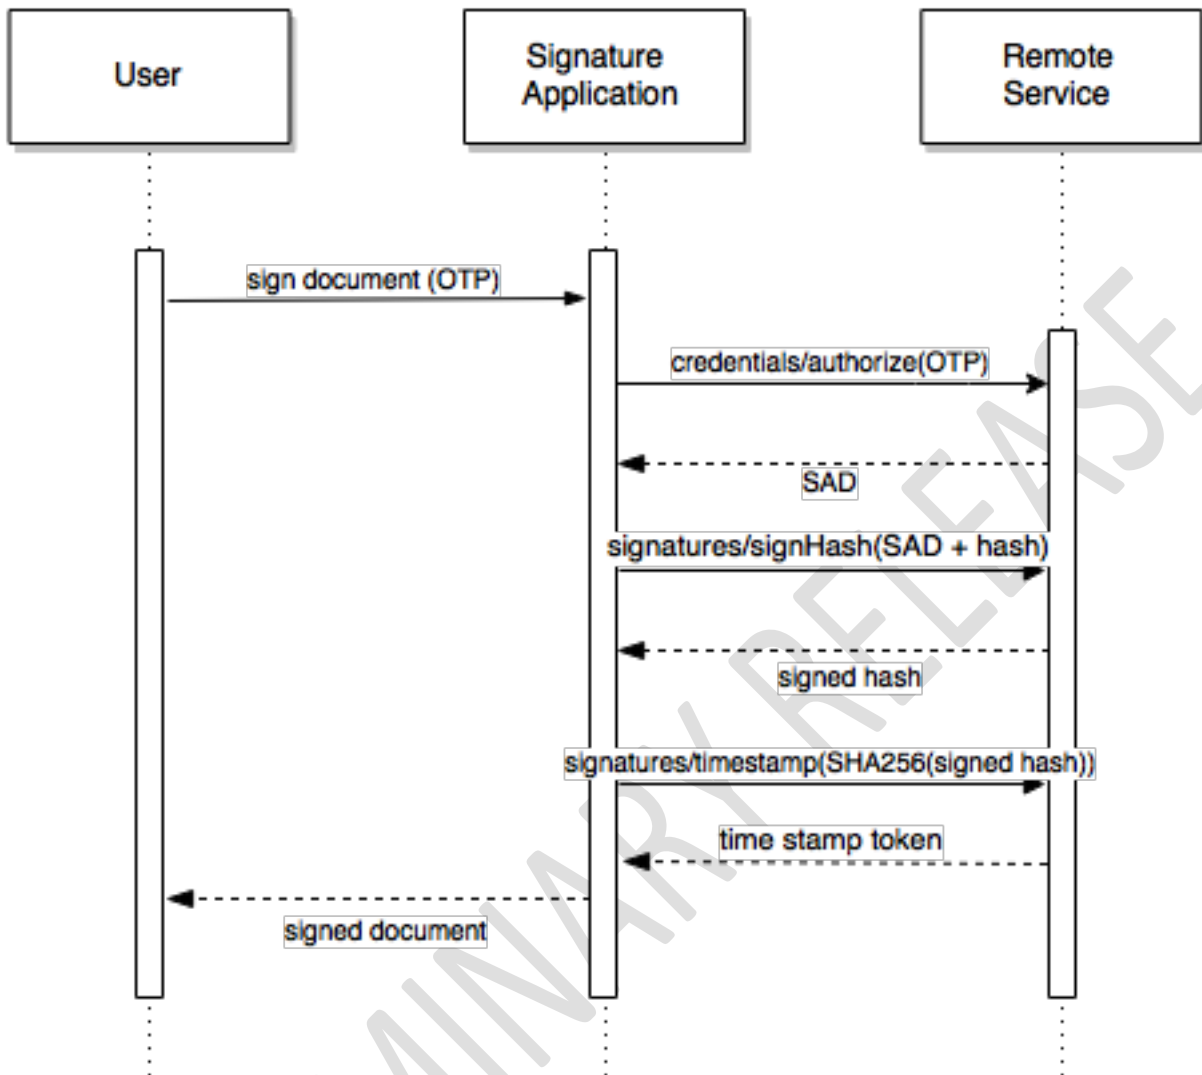 User
Signature
Application
Remote
Service
sign document (OTP)
credentials/authorize(OTP)
SAD
signatures/signHash(SAD + hash)
signed hash
signatures/timestamp(SHA256(signed hash))
time stamp token
signed document
MINARY RELEASE